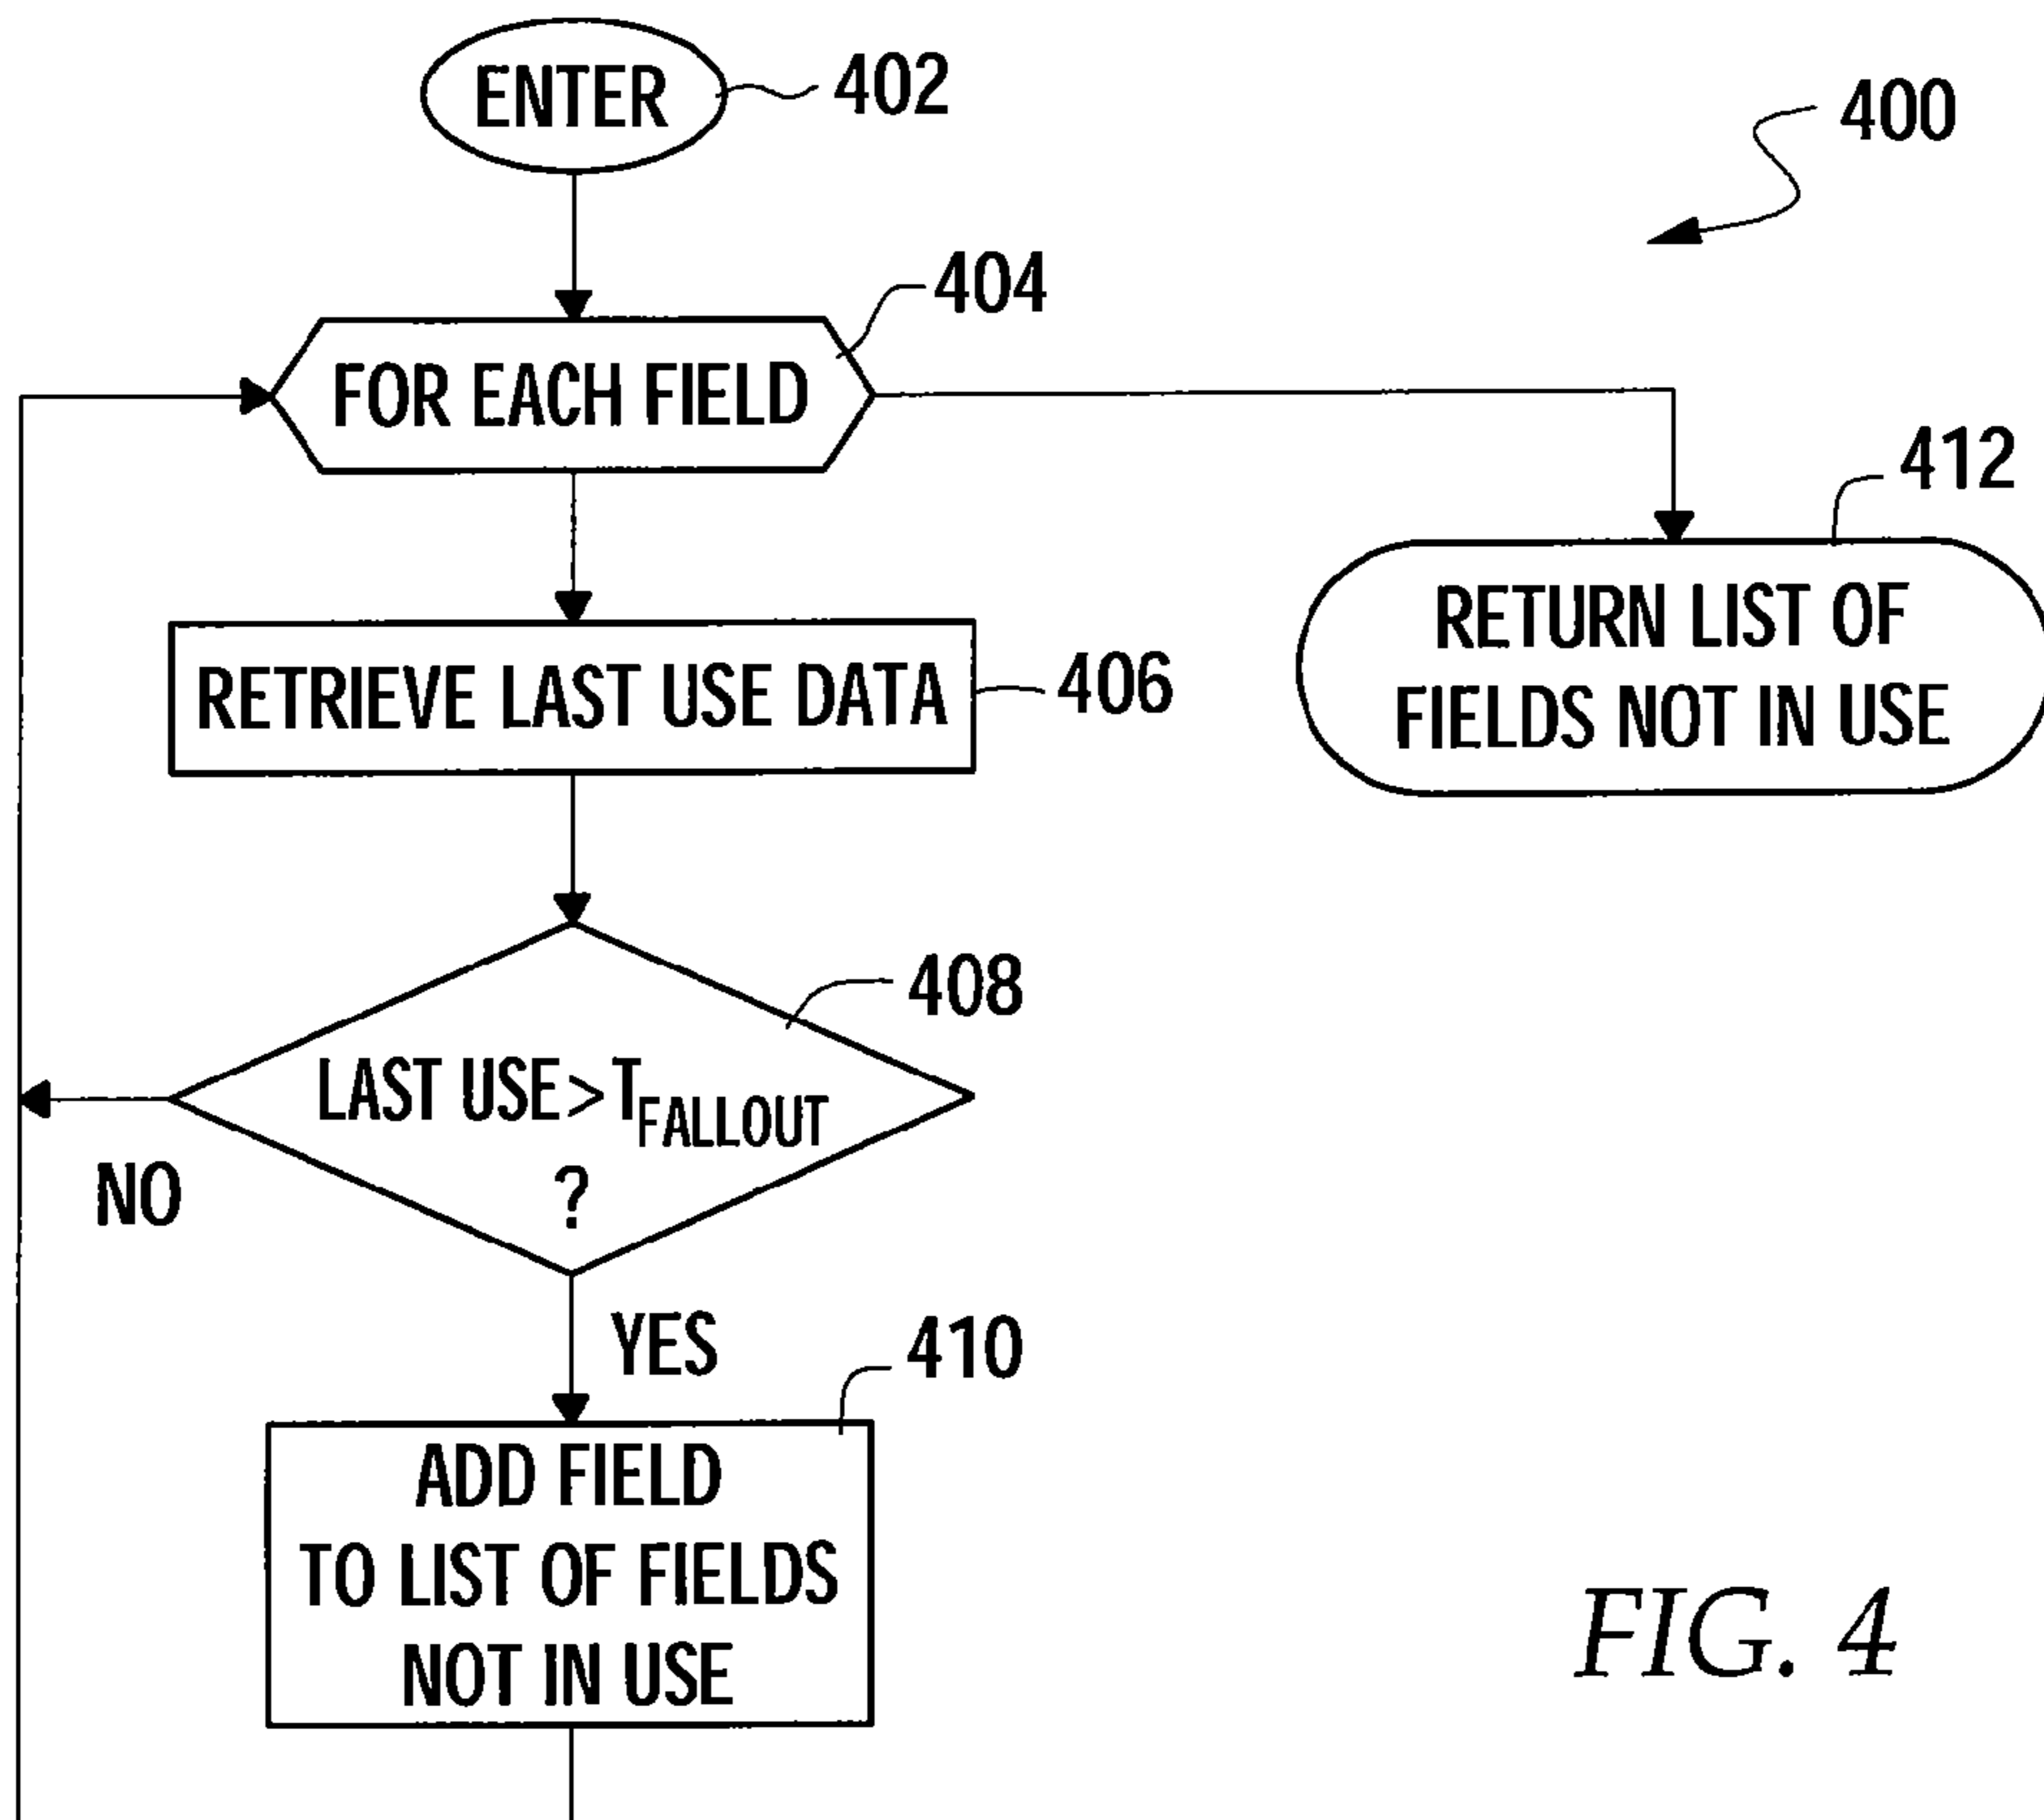 ENTER
402
400
404
FOR EACH FIELD
412
RETURN LIST OF
FIELDS NOT IN USE
RETRIEVE LAST USE DATA
406
408
LAST USE>T_FALLOUT
?
NO
YES
410
ADD FIELD
TO LIST OF FIELDS
NOT IN USE
FIG. 4